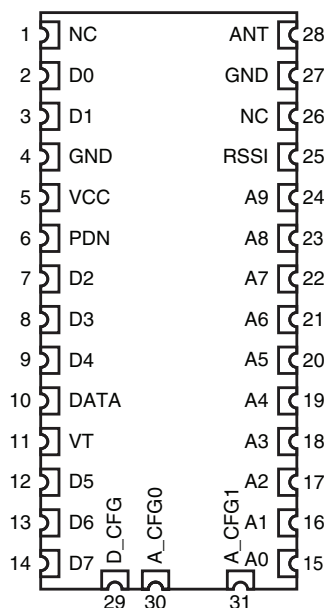 1 NC ANT 28
2 D0 GND 27
3 D1 NC 26
4 GND RSSI 25
5 VCC A9 24
6 PDN A8 23
7 D2 A7 22
8 D3 A6 21
9 D4 A5 20
10 DATA A4 19
11 VT A3 18
12 D5 A2 17
13 D6 A1 16
14 D7 A0 15
D_CFG A_CFG0 A_CFG1
29 30 31